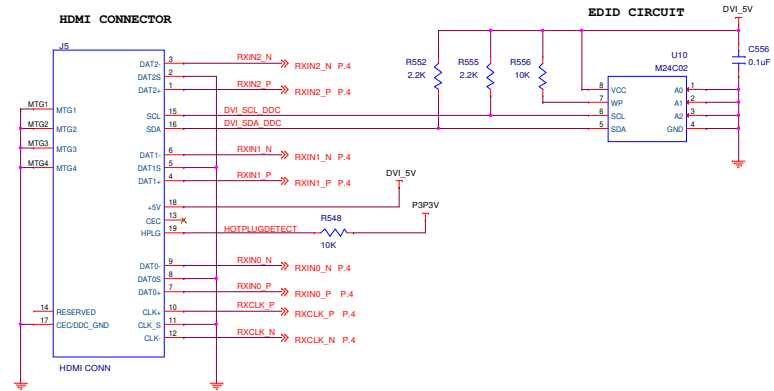 HDMI CONNECTOR
EDID CIRCUIT
DVI_5V
J5
R552
2.2K
R555
2.2K
R556
10K
U10
M24C02
C556
0.1uF
DAT2- 3 RXIN2_N RXIN2_N P.4
DAT2S 2
DAT2+ 1 RXIN2_P RXIN2_P P.4
8 VCC A0 1
7 WP A1 2
6 SCL A2 3
5 SDA GND 4
MTG1 MTG1
MTG2 MTG2
MTG3 MTG3
MTG4 MTG4
SCL 15 DVI_SCL_DDC
SDA 16 DVI_SDA_DDC
DAT1- 6 RXIN1_N RXIN1_N P.4
DAT1S 5
DAT1+ 4 RXIN1_P RXIN1_P P.4
DVI_5V
+5V 18
CEC 13
HPLG 19 HOTPLUGDETECT
R548
10K
P3P3V
DAT0- 9 RXIN0_N RXIN0_N P.4
DAT0S 8
DAT0+ 7 RXIN0_P RXIN0_P P.4
14 RESERVED
17 CEC/DDC_GND
CLK+ 10 RXCLK_P RXCLK_P P.4
CLK_S 11
CLK- 12 RXCLK_N RXCLK_N P.4
HDMI CONN